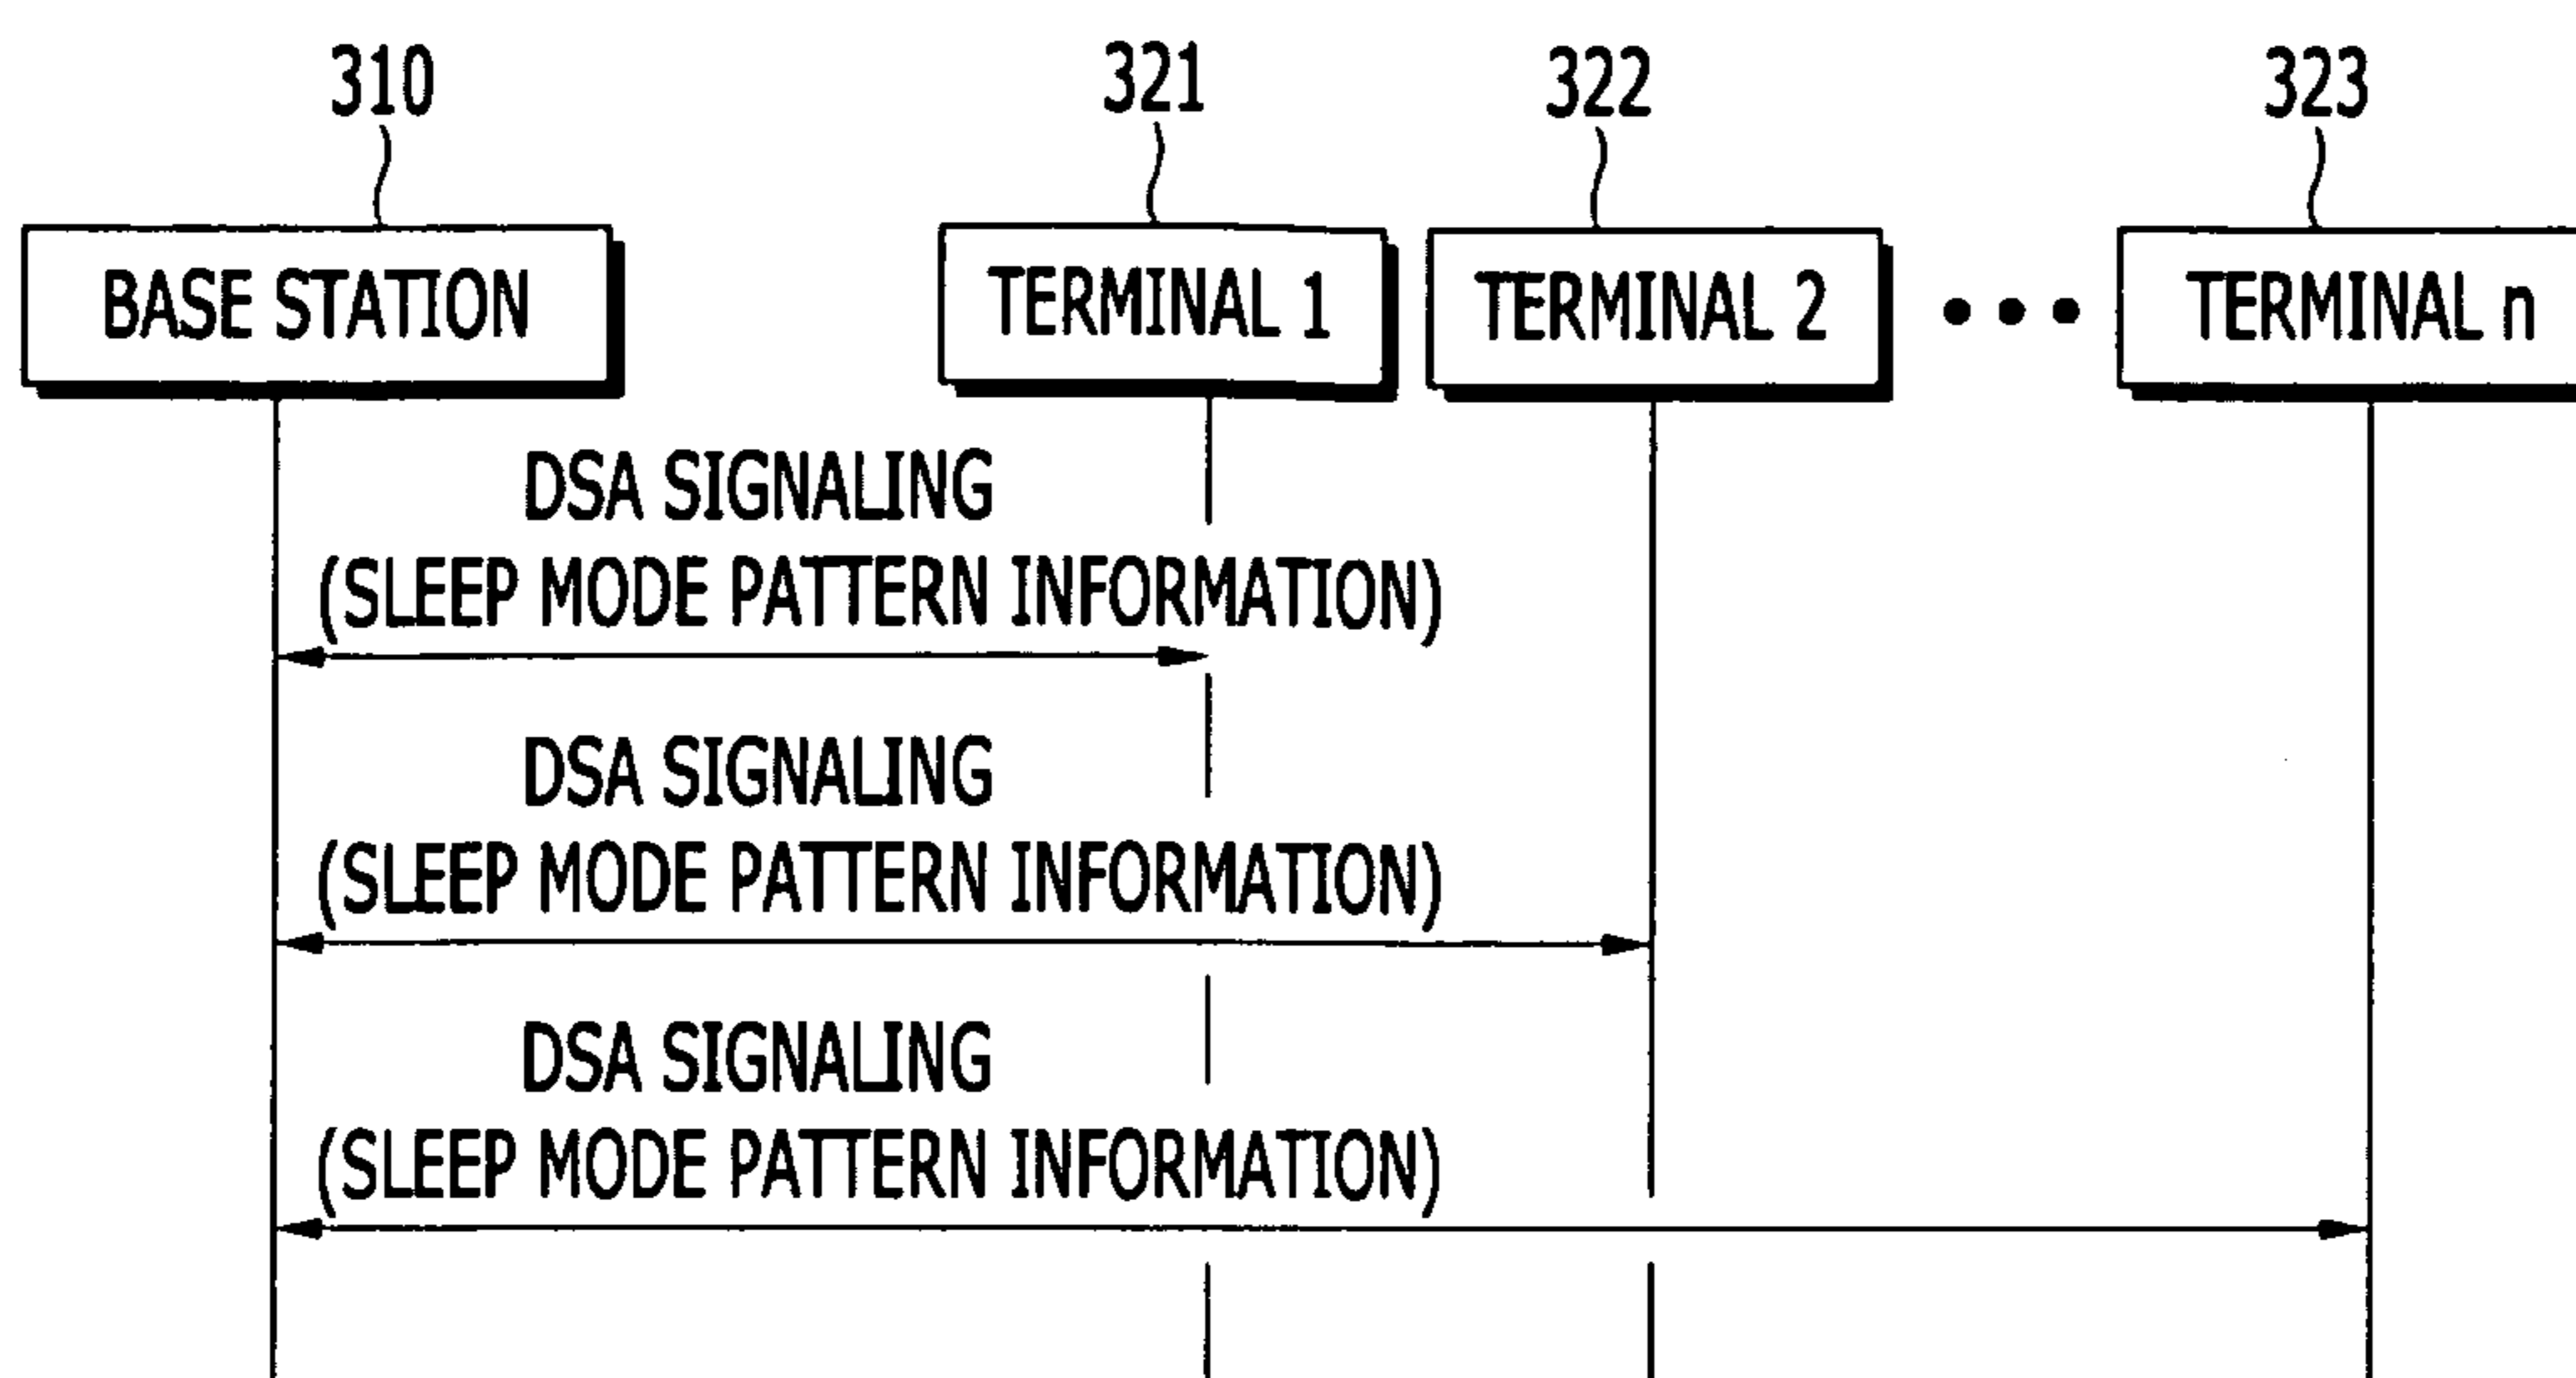 310
321
322
323
BASE STATION
TERMINAL 1
TERMINAL 2
TERMINAL n
DSA SIGNALING
(SLEEP MODE PATTERN INFORMATION)
DSA SIGNALING
(SLEEP MODE PATTERN INFORMATION)
DSA SIGNALING
(SLEEP MODE PATTERN INFORMATION)